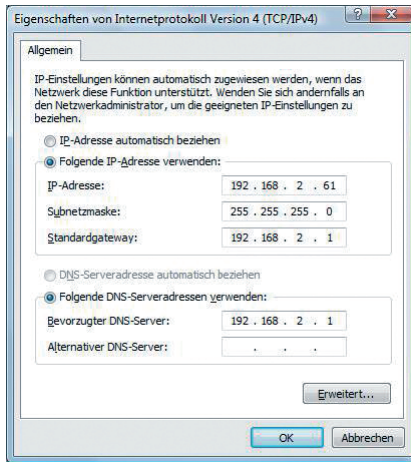 Eigenschaften von Internetprotokoll Version 4 (TCP/IPv4)
Allgemein
IP-Einstellungen können automatisch zugewiesen werden, wenn das
Netzwerk diese Funktion unterstützt. Wenden Sie sich andernfalls an
den Netzwerkadministrator, um die geeigneten IP-Einstellungen zu
beziehen.
IP-Adresse automatisch beziehen
Folgende IP-Adresse verwenden:
IP-Adresse: 192 . 168 . 2 . 61
Subnetzmaske: 255 . 255 . 255 . 0
Standardgateway: 192 . 168 . 2 . 1
DNS-Serveradresse automatisch beziehen
Folgende DNS-Serveradressen verwenden:
Bevorzugter DNS-Server: 192 . 168 . 2 . 1
Alternativer DNS-Server: . . .
Erweitert...
OK Abbrechen